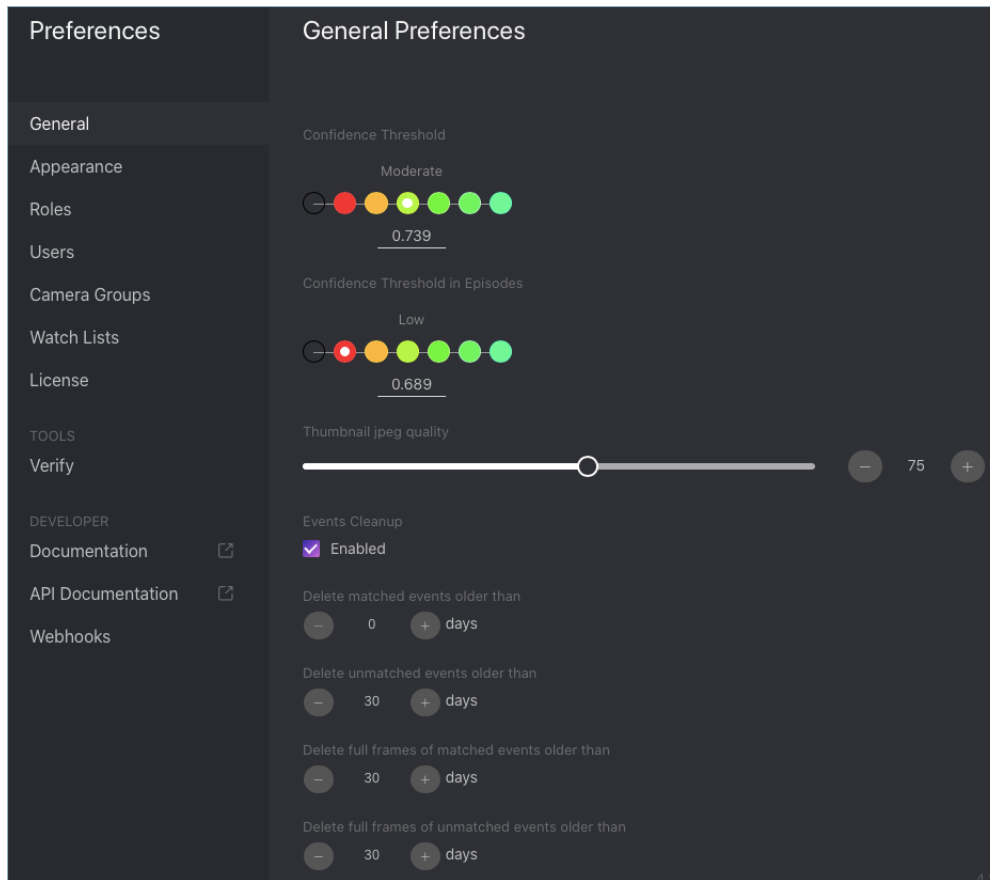 Preferences
General
Appearance
Roles
Users
Camera Groups
Watch Lists
License
TOOLS
Verify
DEVELOPER
Documentation
API Documentation
Webhooks
General Preferences
Confidence Threshold
Moderate
0.739
Confidence Threshold in Episodes
Low
0.689
Thumbnail jpeg quality
− 75 +
Events Cleanup
Enabled
Delete matched events older than
− 0 + days
Delete unmatched events older than
− 30 + days
Delete full frames of matched events older than
− 30 + days
Delete full frames of unmatched events older than
− 30 + days